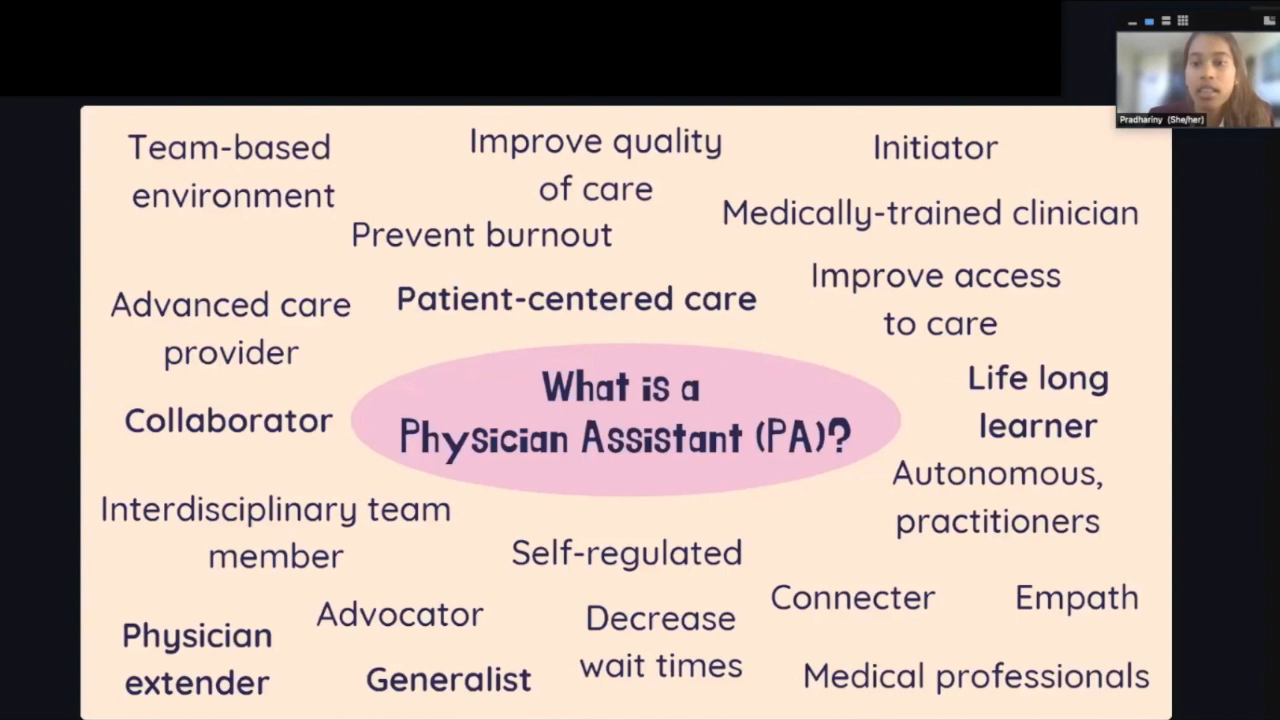 Pradhariny (She/her)
Team-based
environment
Improve quality
of care
Initiator
Prevent burnout
Medically-trained clinician
Advanced care
provider
Patient-centered care
Improve access
to care
What is a
Physician Assistant (PA)?
Life long
learner
Collaborator
Autonomous,
practitioners
Interdisciplinary team
member
Self-regulated
Connecter
Empath
Physician
extender
Advocator
Generalist
Decrease
wait times
Medical professionals